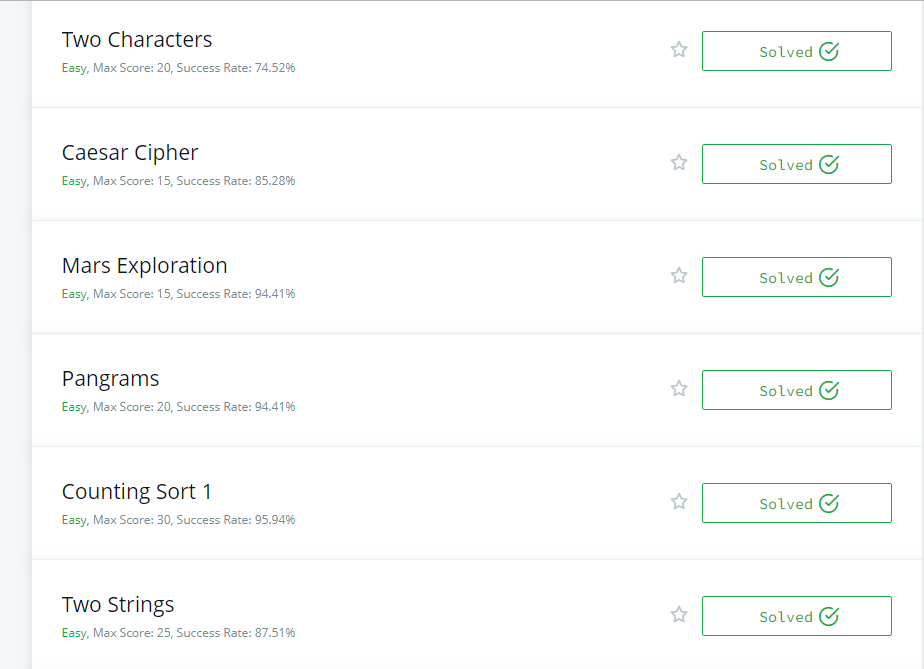 Two Characters
Easy, Max Score: 20, Success Rate: 74.52%
Solved
Caesar Cipher
Easy, Max Score: 15, Success Rate: 85.28%
Solved
Mars Exploration
Easy, Max Score: 15, Success Rate: 94.41%
Solved
Pangrams
Easy, Max Score: 20, Success Rate: 94.41%
Solved
Counting Sort 1
Easy, Max Score: 30, Success Rate: 95.94%
Solved
Two Strings
Easy, Max Score: 25, Success Rate: 87.51%
Solved